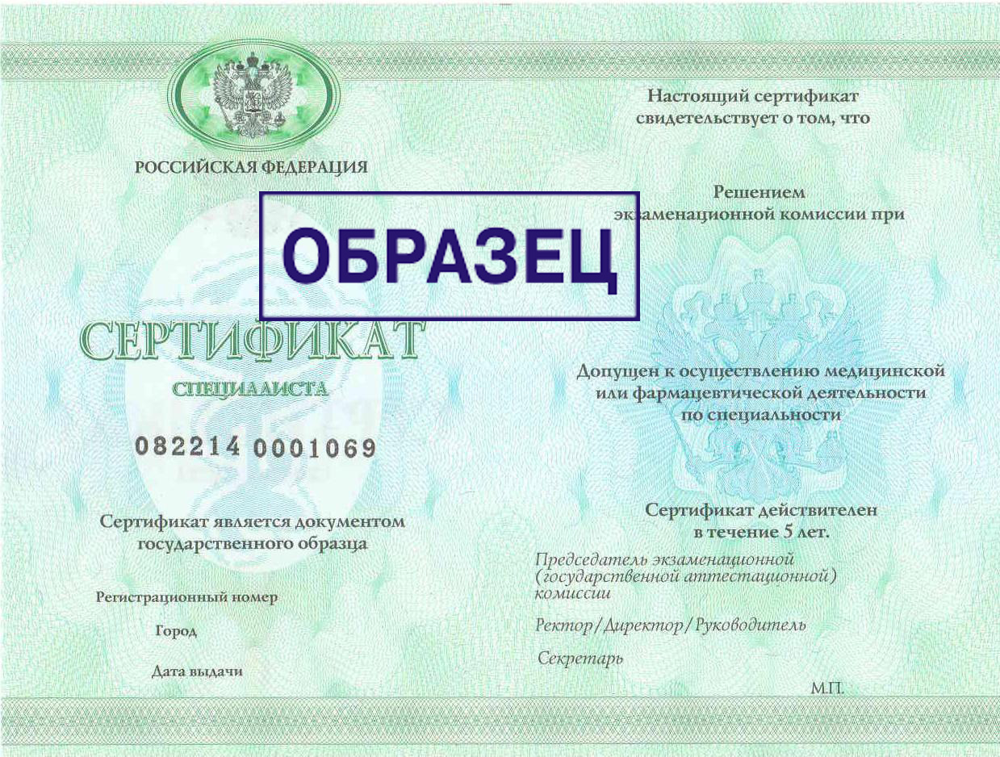 РОССИЙСКАЯ ФЕДЕРАЦИЯ
ОБРАЗЕЦ
СЕРТИФИКАТ
СПЕЦИАЛИСТА
082214 0001069
Сертификат является документом
государственного образца
Регистрационный номер
Город
Дата выдачи
Настоящий сертификат
свидетельствует о том, что
Решением
экзаменационной комиссии при
Допущен к осуществлению медицинской
или фармацевтической деятельности
по специальности
Сертификат действителен
в течение 5 лет.
Председатель экзаменационной
(государственной аттестационной)
комиссии
Ректор/Директор/Руководитель
Секретарь
М.П.